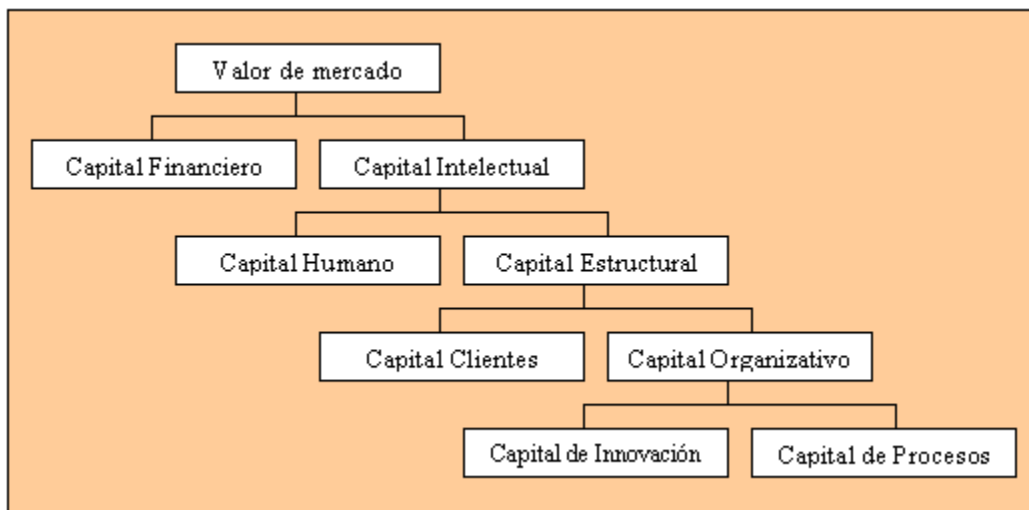 Valor de mercado
Capital Financiero
Capital Intelectual
Capital Humano
Capital Estructural
Capital Clientes
Capital Organizativo
Capital de Innovación
Capital de Procesos